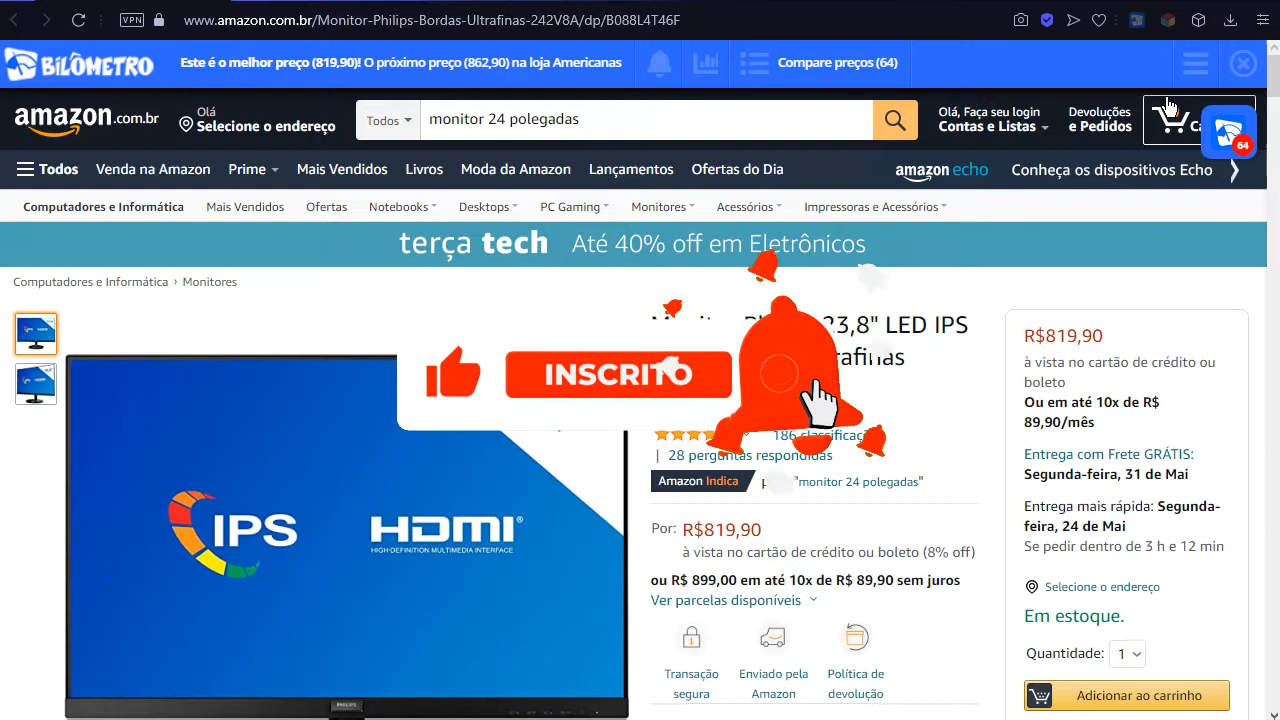 VPN www.amazon.com.br/Monitor-Philips-Bordas-Ultrafinas-242V8A/dp/B088L4T46F
BILÔMETRO Este é o melhor preço (819,90)! O próximo preço (862,90) na loja Americanas Compare preços (64)
amazon.com.br Olá Selecione o endereço Todos monitor 24 polegadas Olá, Faça seu login Contas e Listas Devoluções e Pedidos Ca 64
Todos Venda na Amazon Prime Mais Vendidos Livros Moda da Amazon Lançamentos Ofertas do Dia amazon echo Conheça os dispositivos Echo
Computadores e Informática Mais Vendidos Ofertas Notebooks Desktops PC Gaming Monitores Acessórios Impressoras e Acessórios
terça tech Até 40% off em Eletrônicos
Computadores e Informática › Monitores
23,8" LED IPS
INSCRITO
186
| 28 perguntas respondidas
Amazon Indica "monitor 24 polegadas"
IPS HDMI®
HIGH-DEFINITION MULTIMEDIA INTERFACE
PHILIPS
Por: R$819,90
à vista no cartão de crédito ou boleto (8% off)
ou R$ 899,00 em até 10x de R$ 89,90 sem juros
Ver parcelas disponíveis
Transação segura
Enviado pela Amazon
Política de devolução
R$819,90
à vista no cartão de crédito ou
boleto
Ou em até 10x de R$
89,90/mês
Entrega com Frete GRÁTIS:
Segunda-feira, 31 de Mai
Entrega mais rápida: Segunda-
feira, 24 de Mai
Se pedir dentro de 3 h e 12 min
Selecione o endereço
Em estoque.
Quantidade: 1
Adicionar ao carrinho